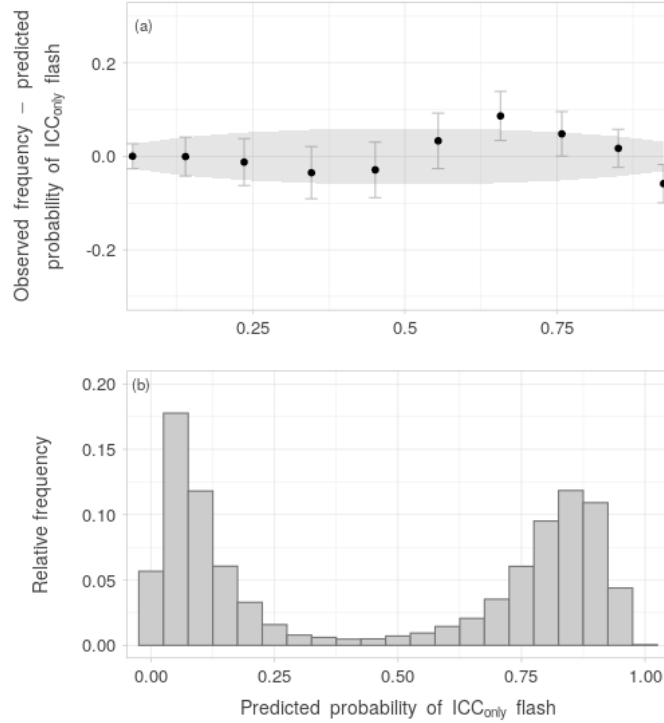 (a)
Observed frequency − predicted
probability of ICConly flash
0.2
0.0
-0.2
0.25
0.5
0.75
(b)
Relative frequency
0.20
0.15
0.10
0.05
0.00
0.00
0.25
0.50
0.75
1.00
Predicted probability of ICConly flash